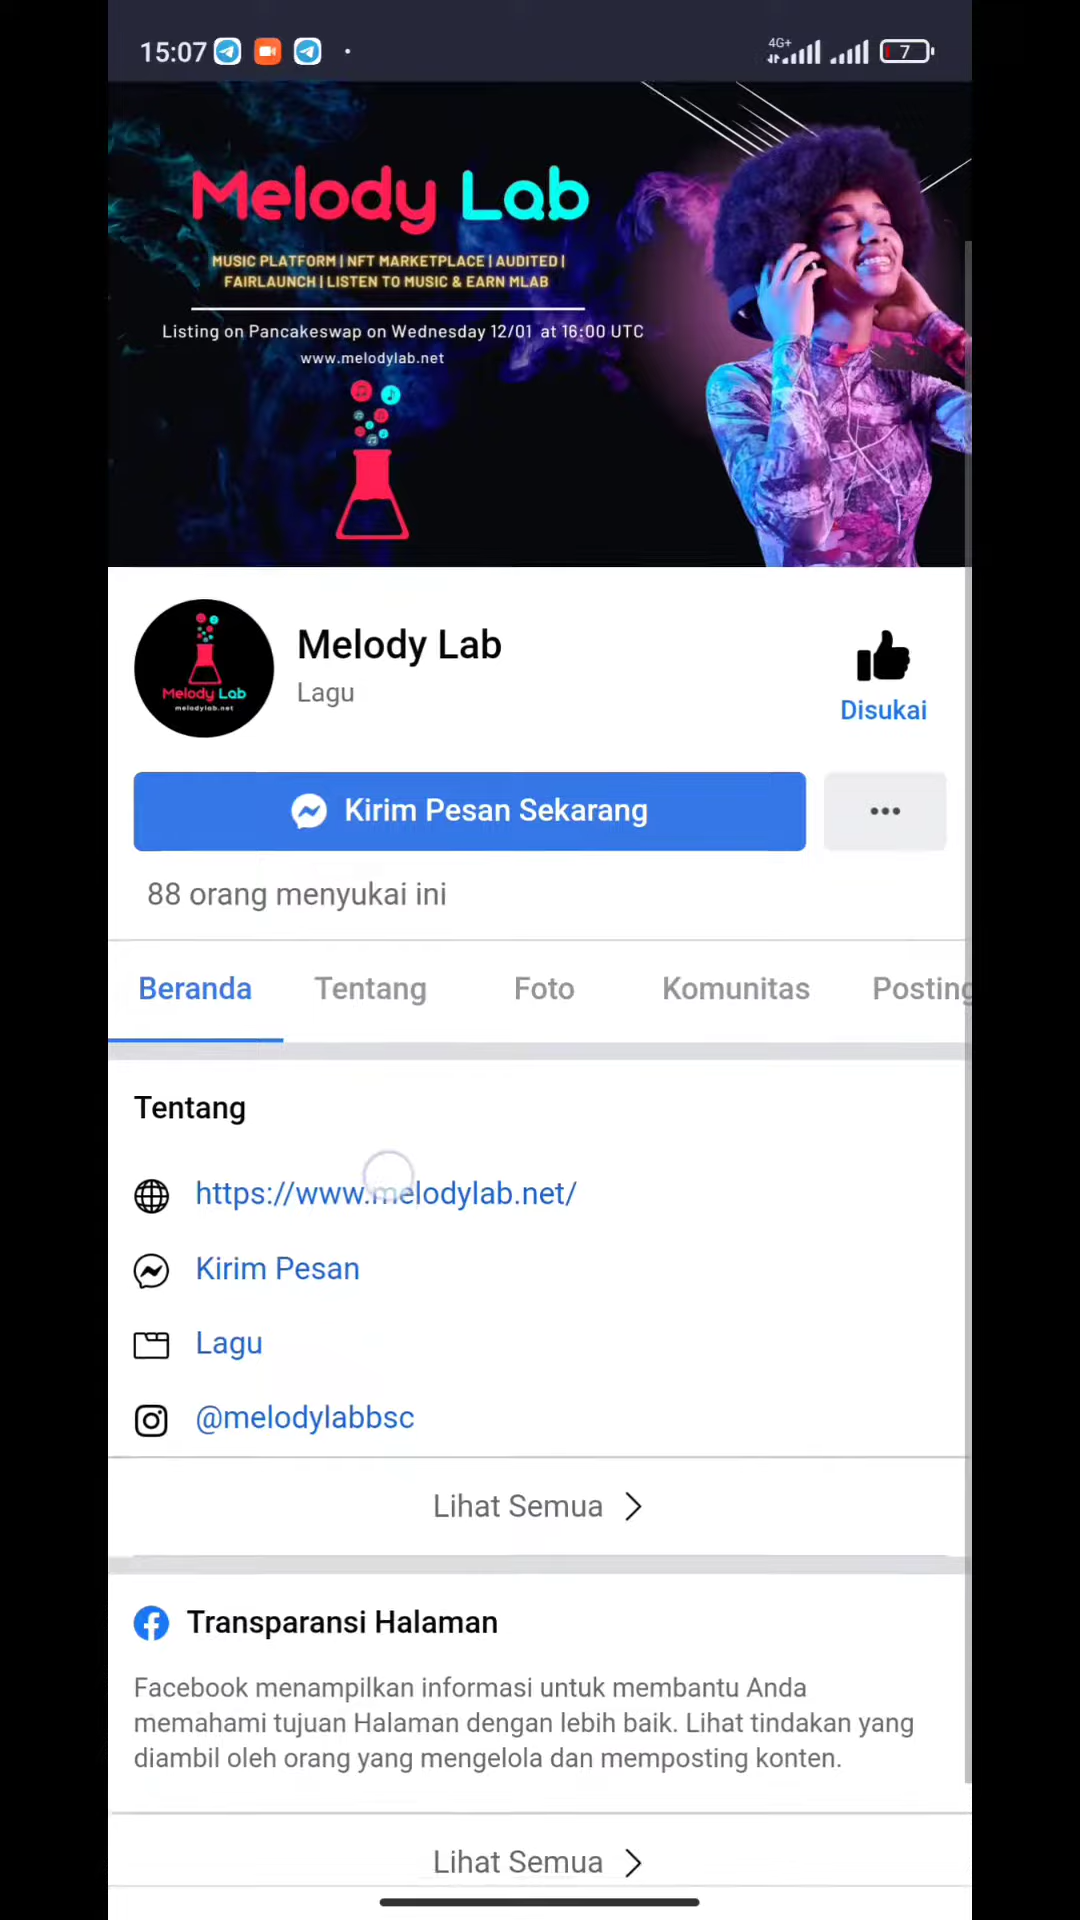 15:07
4G+
7
Melody Lab
MUSIC PLATFORM | NFT MARKETPLACE | AUDITED |
FAIRLAUNCH | LISTEN TO MUSIC & EARN MLAB
Listing on Pancakeswap on Wednesday 12/01 at 16:00 UTC
www.melodylab.net
Melody Lab
melodylab.net
Melody Lab
Lagu
Disukai
Kirim Pesan Sekarang
88 orang menyukai ini
Beranda Tentang Foto Komunitas Posting
Tentang
https://www.melodylab.net/
Kirim Pesan
Lagu
@melodylabbsc
Lihat Semua
Transparansi Halaman
Facebook menampilkan informasi untuk membantu Anda
memahami tujuan Halaman dengan lebih baik. Lihat tindakan yang
diambil oleh orang yang mengelola dan memposting konten.
Lihat Semua